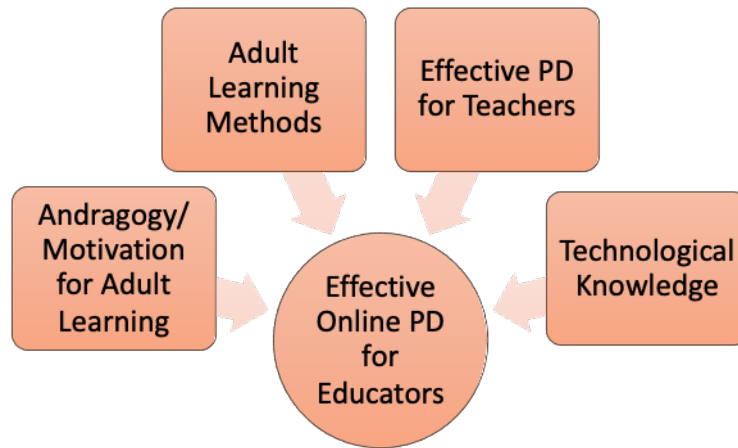 Adult
Learning
Methods
Effective PD
for Teachers
Andragogy/
Motivation
for Adult
Learning
Technological
Knowledge
Effective
Online PD
for
Educators